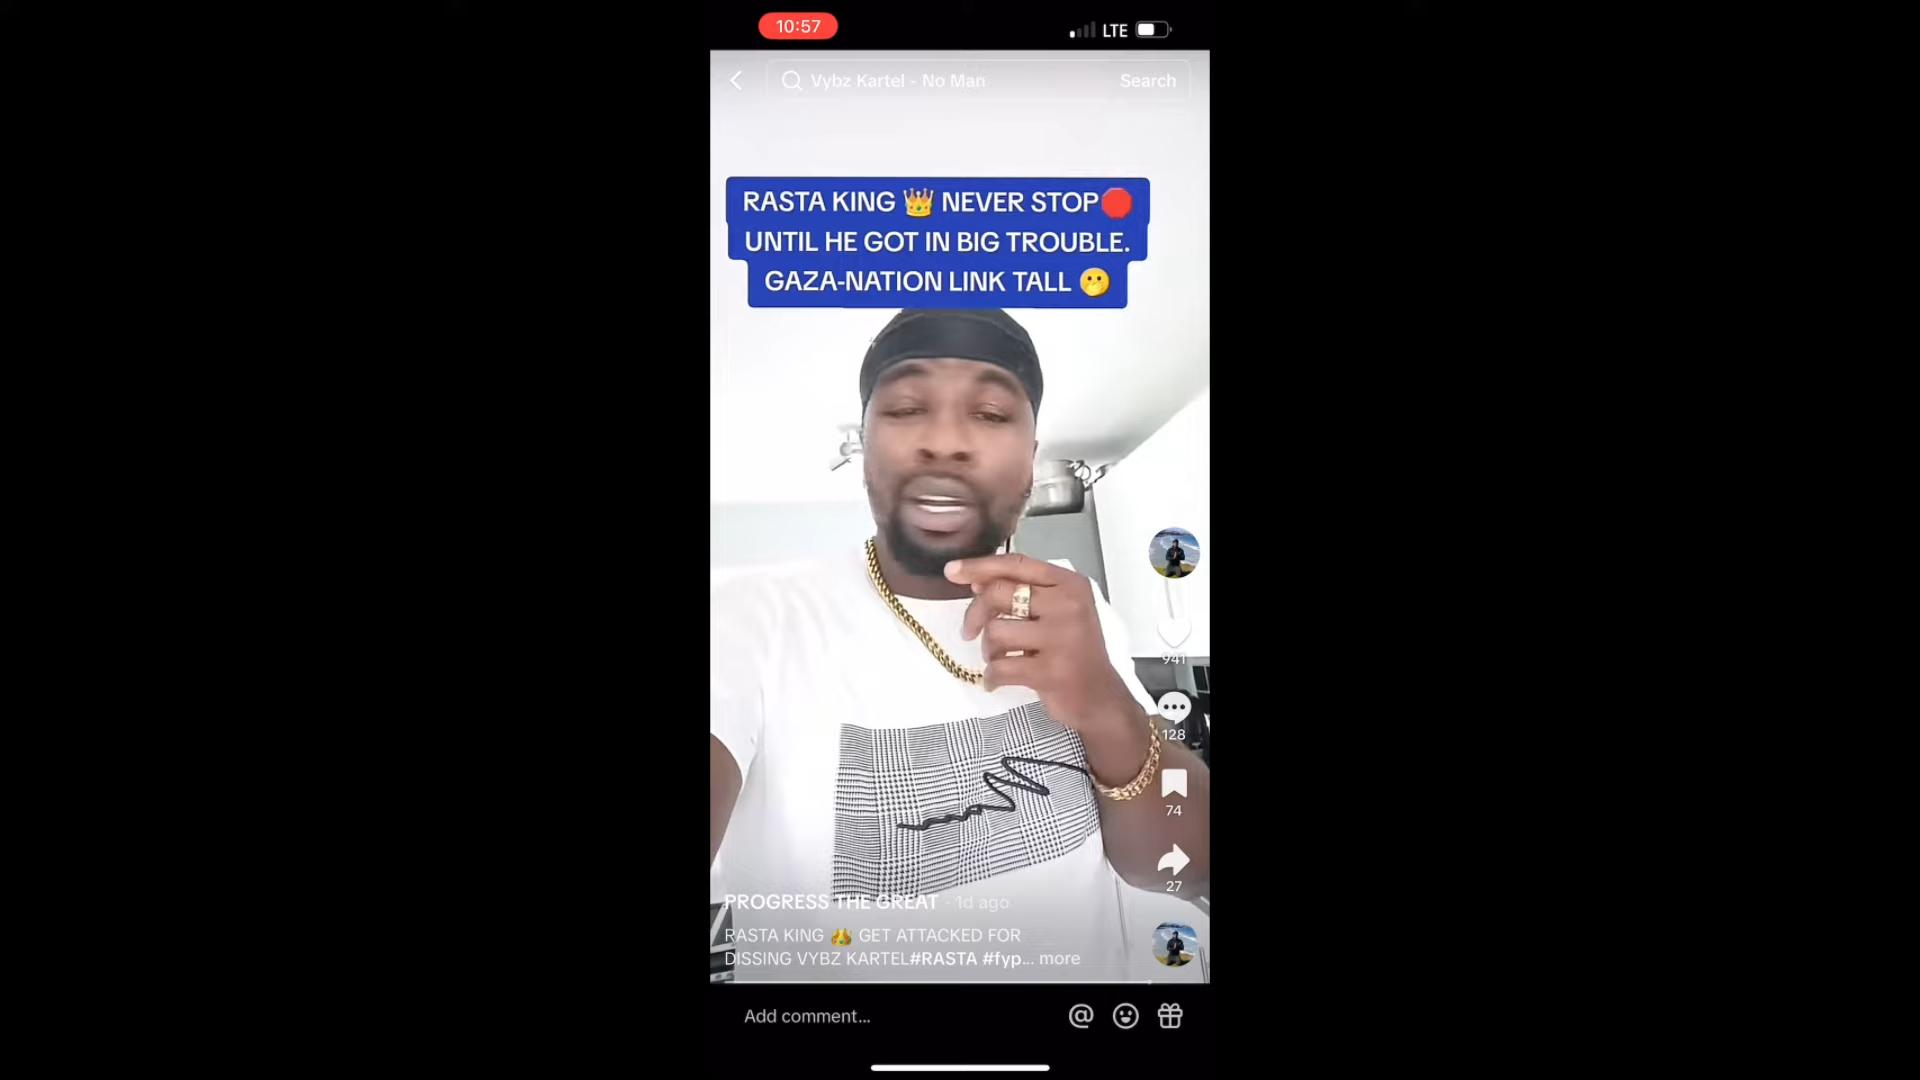 10:57
LTE
Vybz Kartel - No Man
Search
RASTA KING 👑 NEVER STOP🛑
UNTIL HE GOT IN BIG TROUBLE.
GAZA-NATION LINK TALL 🫢
941
128
74
27
PROGRESS THE GREAT · 1d ago
RASTA KING 👑 GET ATTACKED FOR
DISSING VYBZ KARTEL#RASTA #fyp... more
Add comment...